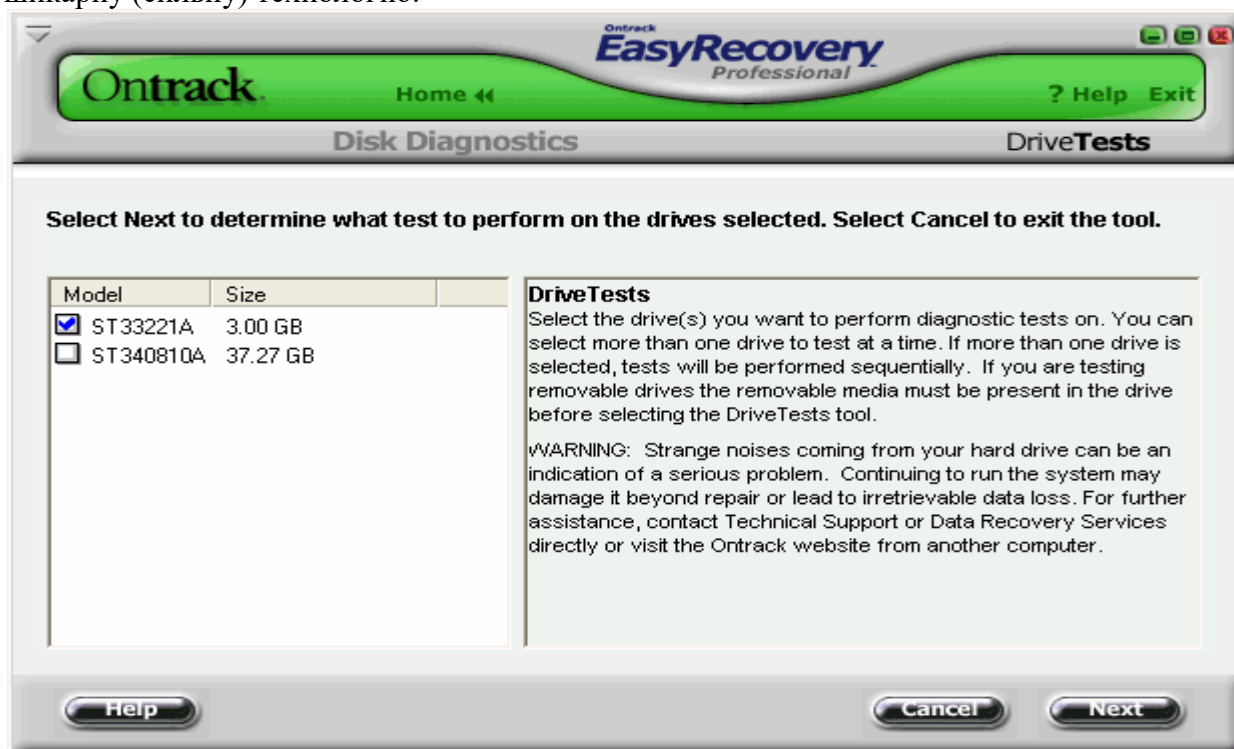 шикарну (сильну) технологію.
Ontrack
EasyRecovery
Professional
Ontrack.
Home
? Help Exit
Disk Diagnostics
DriveTests
Select Next to determine what test to perform on the drives selected. Select Cancel to exit the tool.
Model Size
ST33221A 3.00 GB
ST340810A 37.27 GB
DriveTests
Select the drive(s) you want to perform diagnostic tests on. You can
select more than one drive to test at a time. If more than one drive is
selected, tests will be performed sequentially. If you are testing
removable drives the removable media must be present in the drive
before selecting the DriveTests tool.
WARNING: Strange noises coming from your hard drive can be an
indication of a serious problem. Continuing to run the system may
damage it beyond repair or lead to irretrievable data loss. For further
assistance, contact Technical Support or Data Recovery Services
directly or visit the Ontrack website from another computer.
Help
Cancel
Next